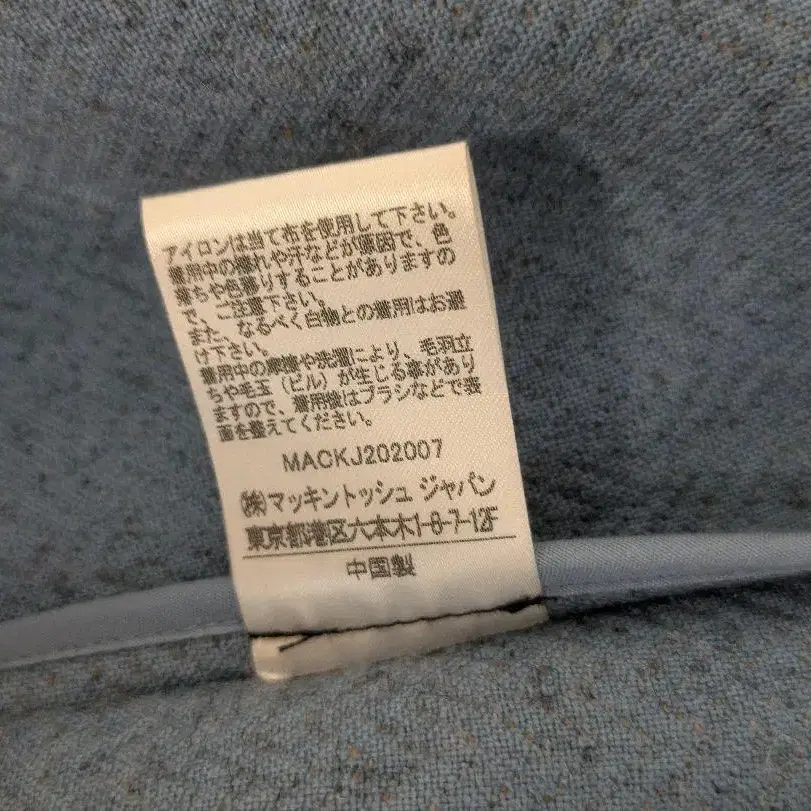 アイロンは当て布を使用して下さい。
着用中の擦れや汗などが原因で、色
落ちや色移りすることがありますの
で、ご注意下さい。
また、なるべく白物との着用はお避
け下さい。
着用中の摩擦や洗濯により、毛羽立
ちや毛玉（ピル）が生じる事があり
ますので、着用後はブラシなどで表
面を整えてください。
MACKJ202007
㈱マッキントッシュ ジャパン
東京都港区六本木1-8-7-12F
中国製